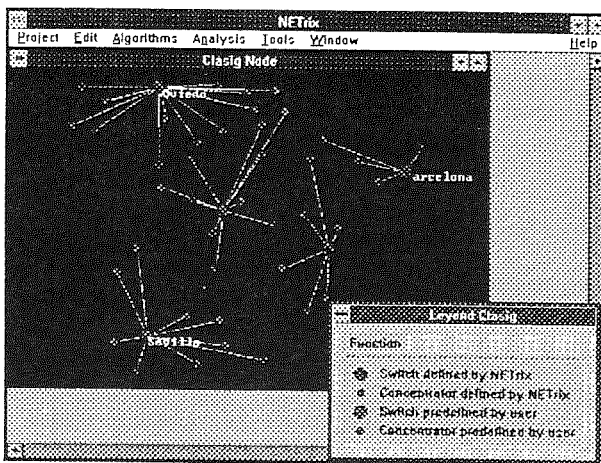 NETrix
Project Edit Algorithms Analysis Tools Window Help
Clasig Node
Oviedo
arcelona
Sevilla
Leyend Clasig
Function
Switch defined by NETrix
Concentrator defined by NETrix
Switch predefined by user
Concentrator predefined by user